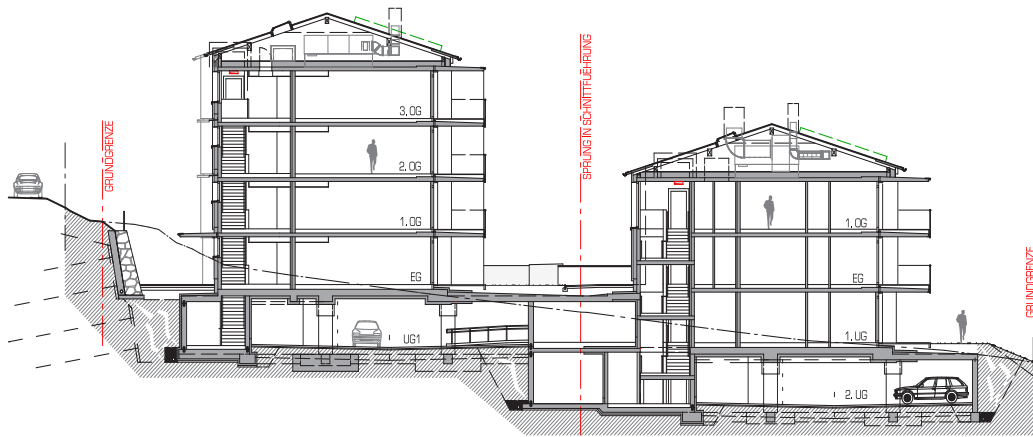 GRUNDGRENZE
3. OG
2. OG
1. OG
EG
UG1
SPRUNG IN SCHNITTFUEHRUNG
1. OG
EG
1. UG
2. UG
GRUNDGRENZE